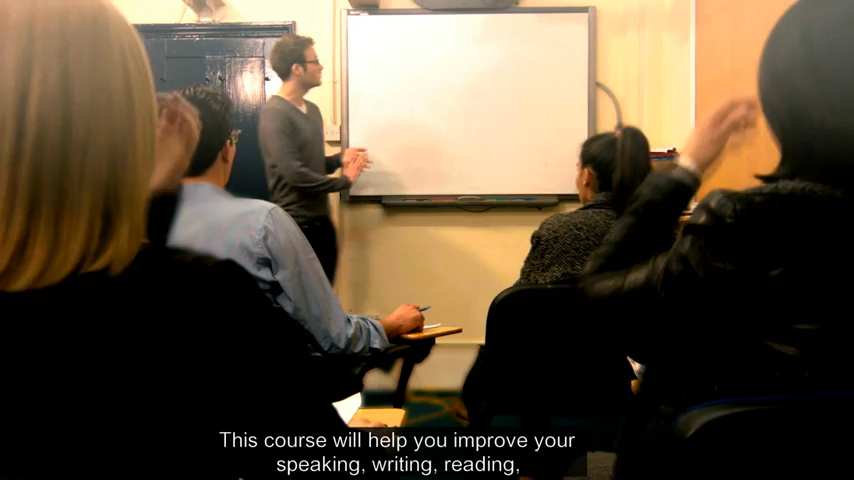 This course will help you improve your
speaking, writing, reading,